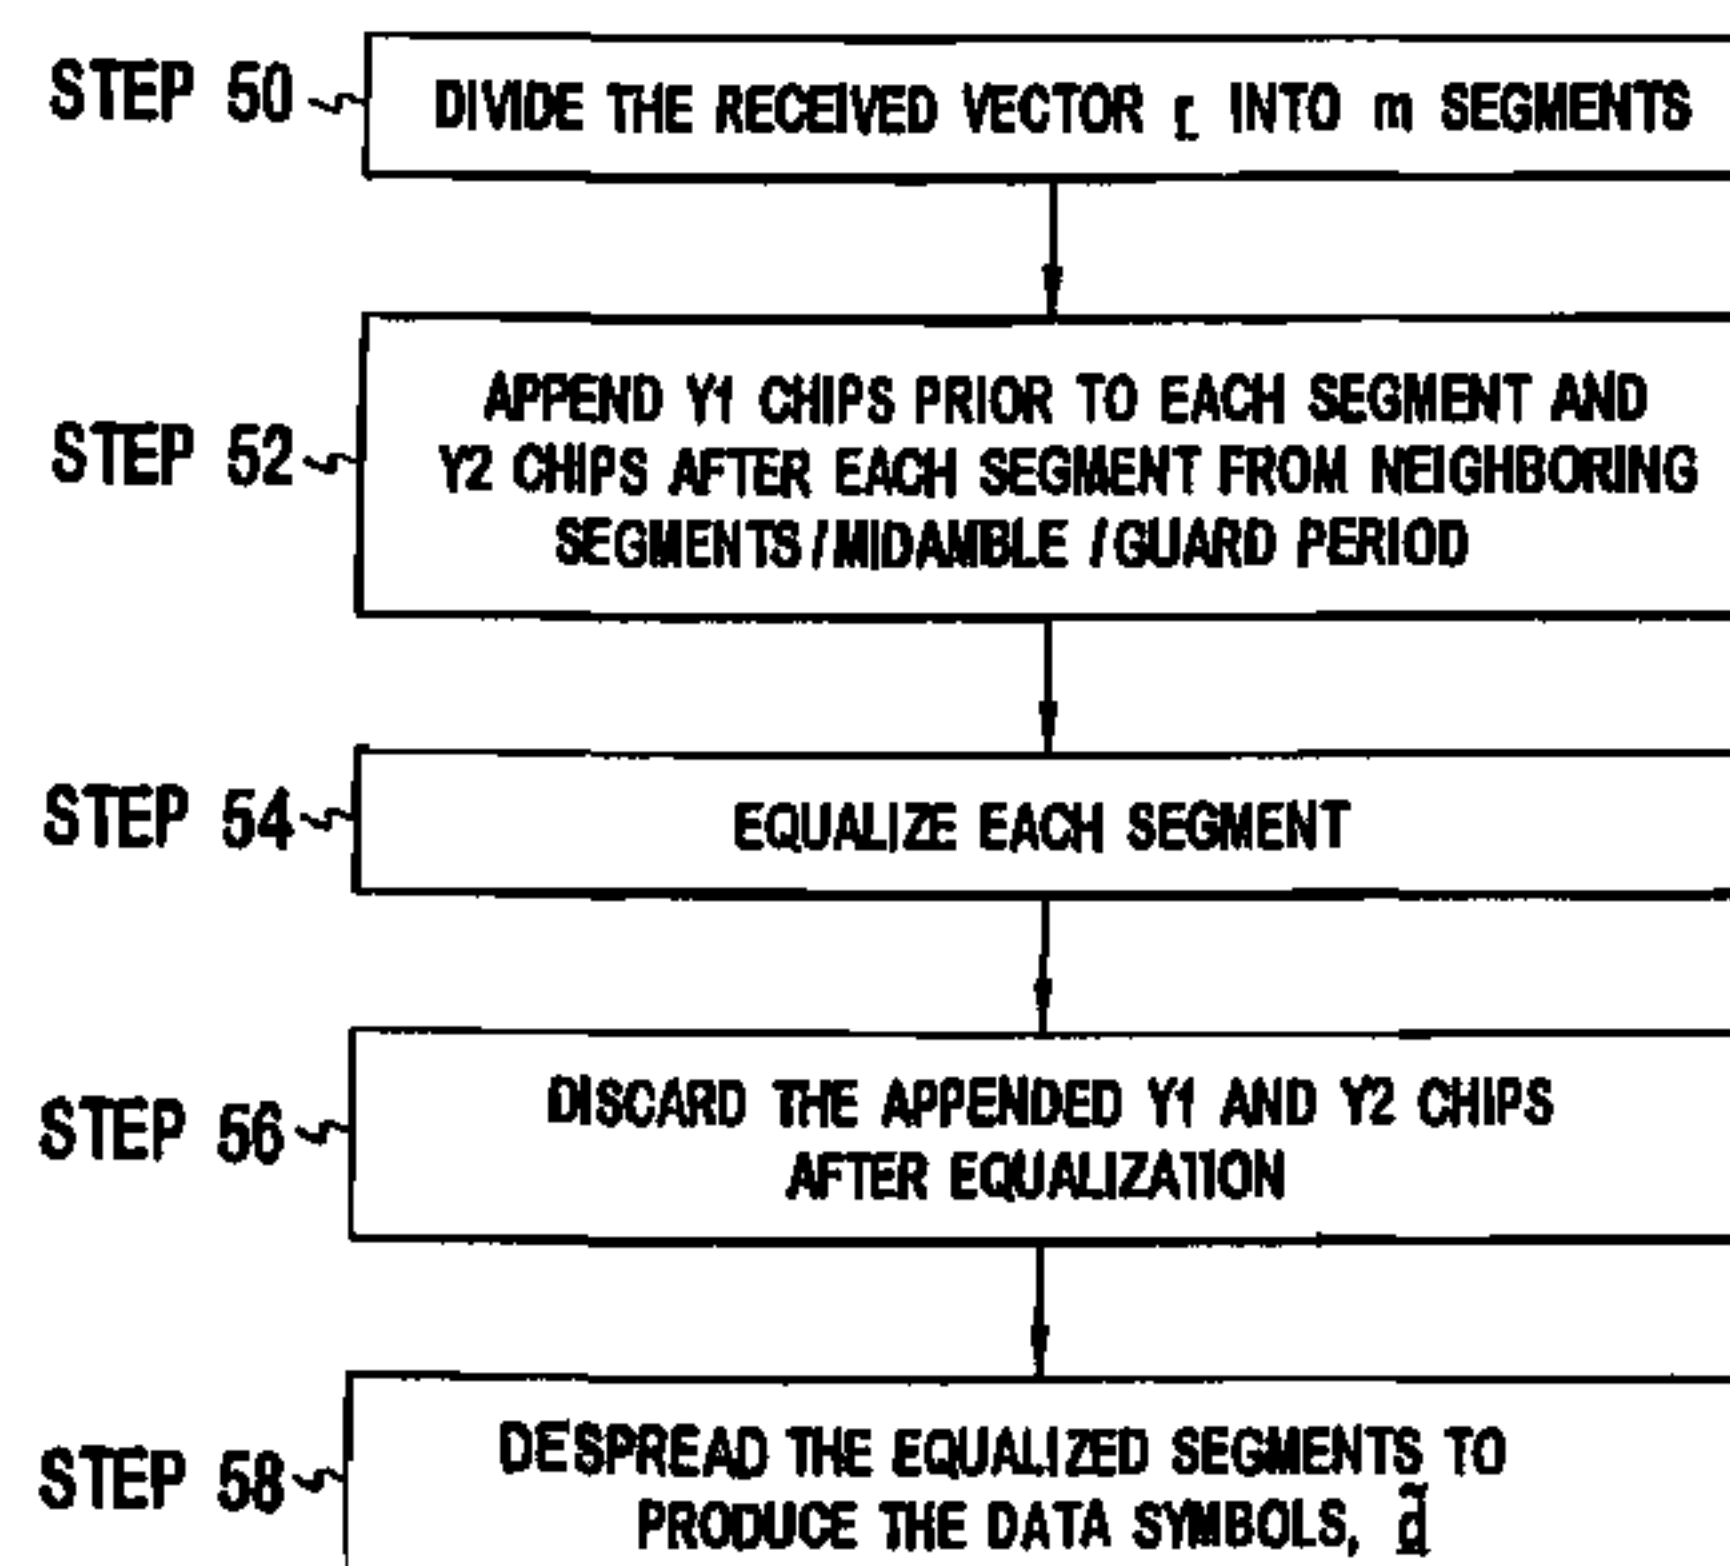 STEP 50
DIVIDE THE RECEIVED VECTOR r̲ INTO m SEGMENTS
STEP 52
APPEND Y1 CHIPS PRIOR TO EACH SEGMENT AND
Y2 CHIPS AFTER EACH SEGMENT FROM NEIGHBORING
SEGMENTS/MIDAMBLE/GUARD PERIOD
STEP 54
EQUALIZE EACH SEGMENT
STEP 56
DISCARD THE APPENDED Y1 AND Y2 CHIPS
AFTER EQUALIZATION
STEP 58
DESPREAD THE EQUALIZED SEGMENTS TO
PRODUCE THE DATA SYMBOLS, d̲̃